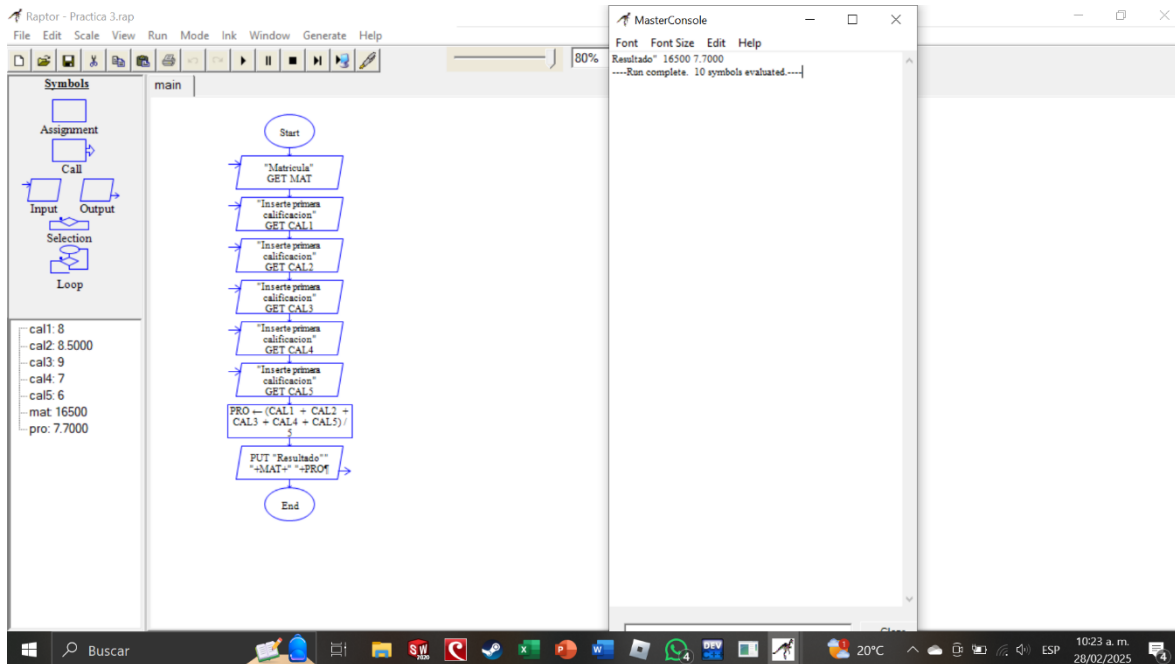 Raptor - Practica 3.rap
File Edit Scale View Run Mode Ink Window Generate Help
80%
Symbols
Assignment
Call
Input Output
Selection
Loop
cal1: 8
cal2: 8.5000
cal3: 9
cal4: 7
cal5: 6
mat: 16500
pro: 7.7000
main
Start
"Matricula"
GET MAT
"Inserte primera
calificacion"
GET CAL1
"Inserte primera
calificacion"
GET CAL2
"Inserte primera
calificacion"
GET CAL3
"Inserte primera
calificacion"
GET CAL4
"Inserte primera
calificacion"
GET CAL5
PRO ← (CAL1 + CAL2 +
CAL3 + CAL4 + CAL5) /
5
PUT "Resultado""
"+MAT+" "+PRO¶
End
MasterConsole
Font Font Size Edit Help
Resultado" 16500 7.7000
----Run complete. 10 symbols evaluated.----
Clear
Buscar
SW
2020
DEV
20°C
ESP
10:23 a. m.
28/02/2025
4